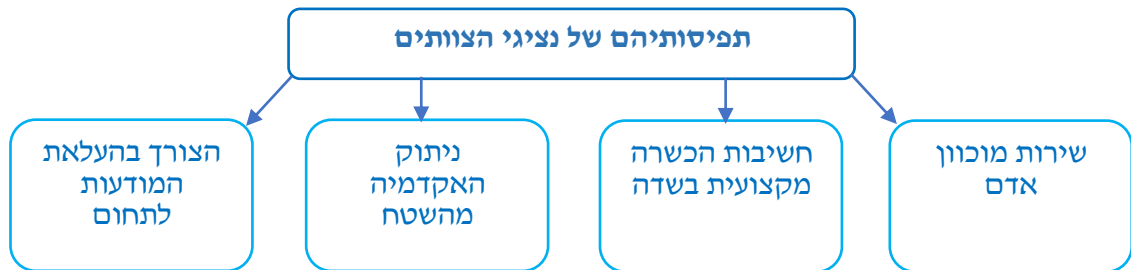 תפיסותיהם של נציגי הצוותים
שירות מוכוון
אדם
חשיבות הכשרה
מקצועית בשדה
ניתוק
האקדמיה
מהשטח
הצורך בהעלאת
המודעות
לתחום